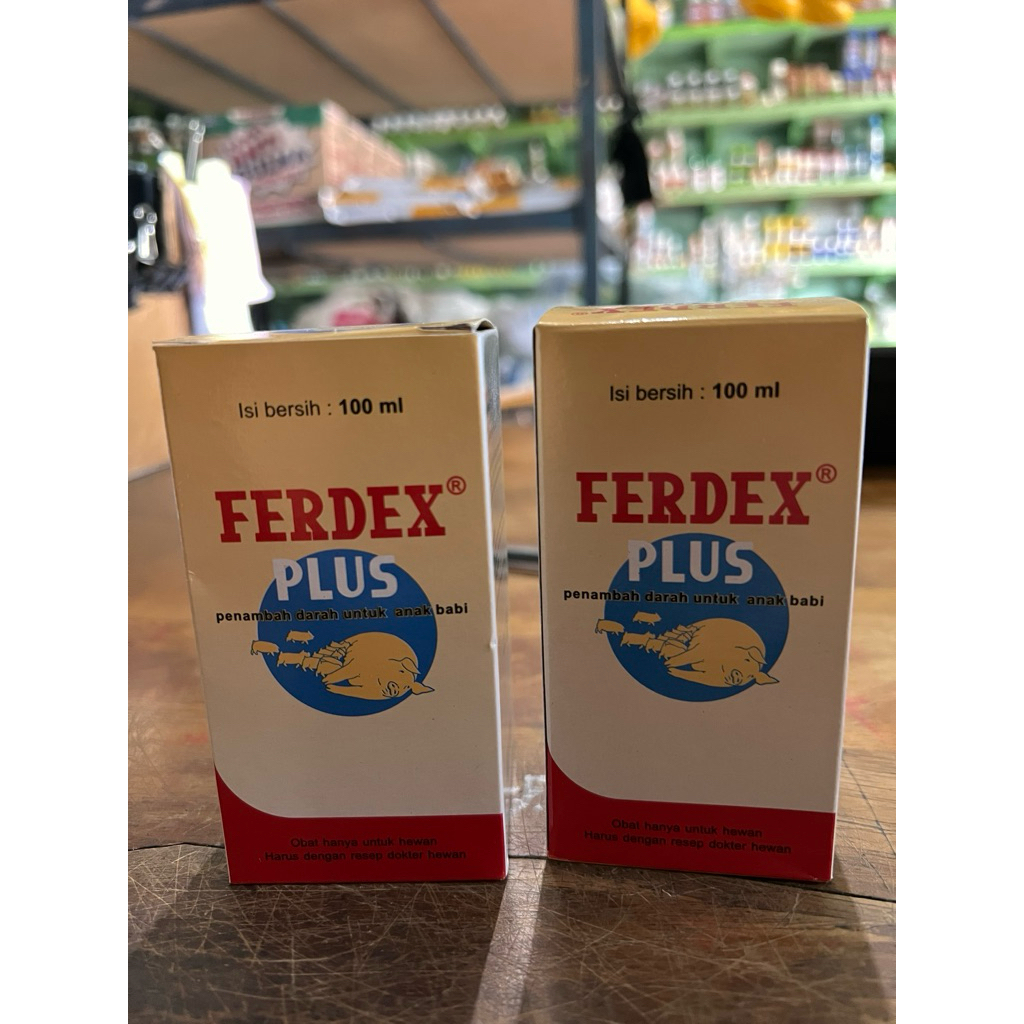 Isi bersih : 100 ml
FERDEX®
PLUS
penambah darah untuk anak babi
Obat hanya untuk hewan
Harus dengan resep dokter hewan
FERDEX®
Isi bersih : 100 ml
FERDEX®
PLUS
penambah darah untuk anak babi
Obat hanya untuk hewan
Harus dengan resep dokter hewan